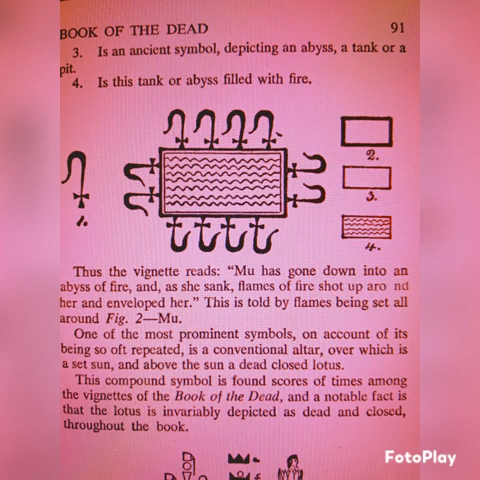 BOOK OF THE DEAD 91
3. Is an ancient symbol, depicting an abyss, a tank or a
pit.
4. Is this tank or abyss filled with fire.
1.
2.
3.
4.
Thus the vignette reads: “Mu has gone down into an
abyss of fire, and, as she sank, flames of fire shot up aro nd
her and enveloped her.” This is told by flames being set all
around Fig. 2—Mu.
One of the most prominent symbols, on account of its
being so oft repeated, is a conventional altar, over which is
a set sun, and above the sun a dead closed lotus.
This compound symbol is found scores of times among
the vignettes of the Book of the Dead, and a notable fact is
that the lotus is invariably depicted as dead and closed,
throughout the book.
FotoPlay